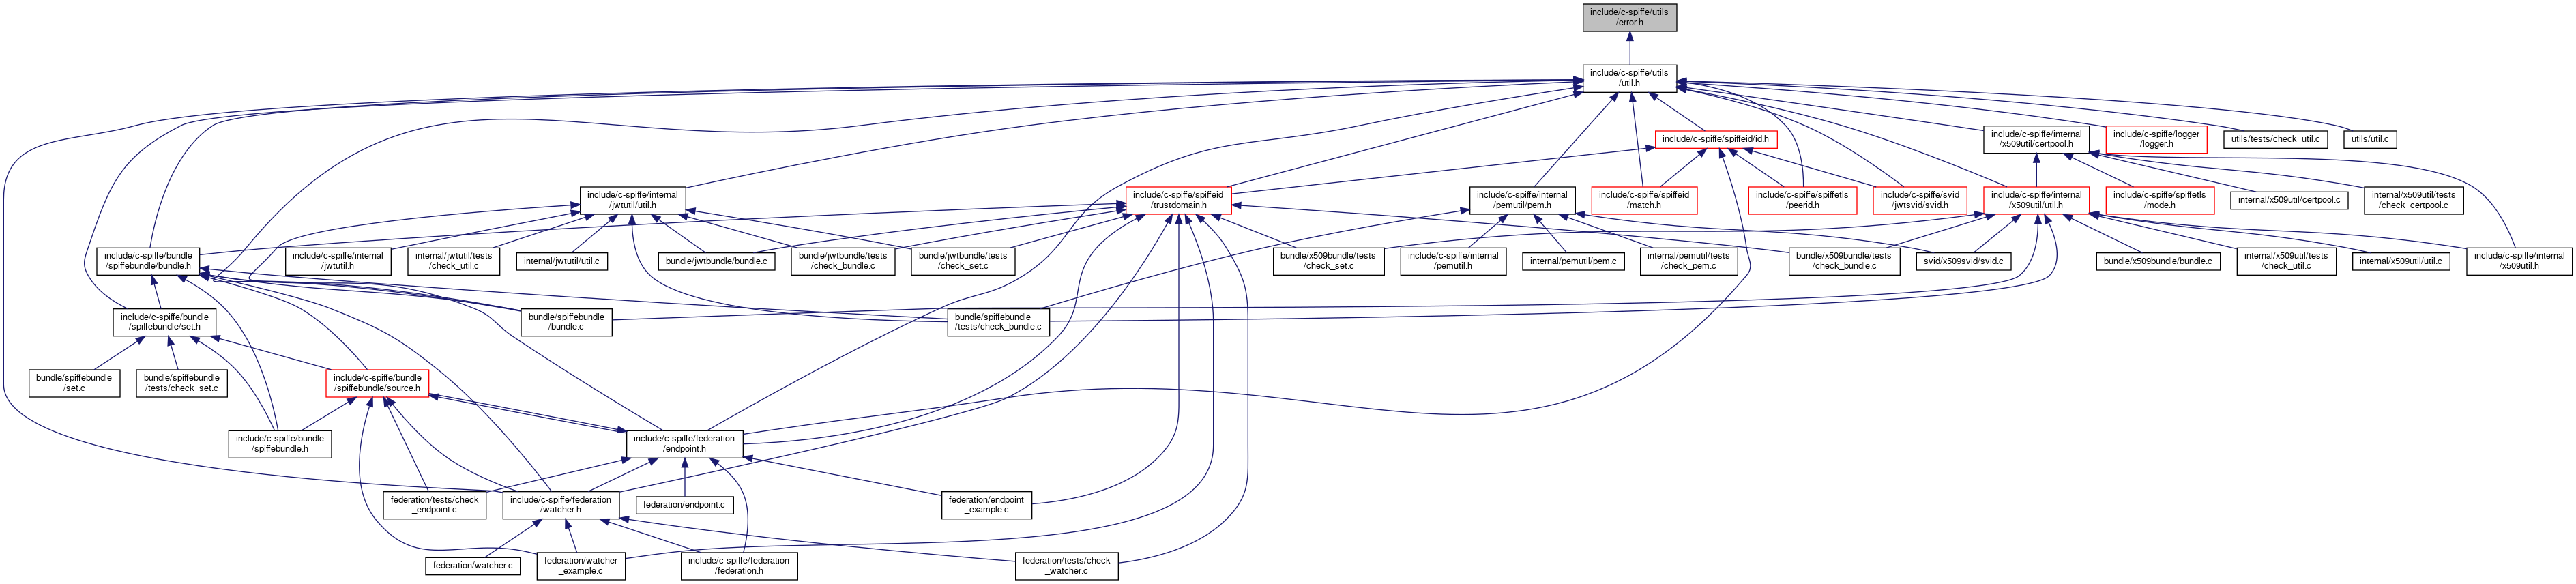 include/c-spiffe/utils
/error.h
include/c-spiffe/utils
/util.h
include/c-spiffe/spiffeid/id.h
include/c-spiffe/internal
/x509util/certpool.h
include/c-spiffe/logger
/logger.h
utils/tests/check_util.c
utils/util.c
include/c-spiffe/internal
/jwtutil/util.h
include/c-spiffe/spiffeid
/trustdomain.h
include/c-spiffe/internal
/pemutil/pem.h
include/c-spiffe/spiffeid
/match.h
include/c-spiffe/spiffetls
/peerid.h
include/c-spiffe/svid
/jwtsvid/svid.h
include/c-spiffe/internal
/x509util/util.h
include/c-spiffe/spiffetls
/mode.h
internal/x509util/certpool.c
internal/x509util/tests
/check_certpool.c
include/c-spiffe/bundle
/spiffebundle/bundle.h
include/c-spiffe/internal
/jwtutil.h
internal/jwtutil/tests
/check_util.c
internal/jwtutil/util.c
bundle/jwtbundle/bundle.c
bundle/jwtbundle/tests
/check_bundle.c
bundle/jwtbundle/tests
/check_set.c
bundle/x509bundle/tests
/check_set.c
include/c-spiffe/internal
/pemutil.h
internal/pemutil/pem.c
internal/pemutil/tests
/check_pem.c
bundle/x509bundle/tests
/check_bundle.c
svid/x509svid/svid.c
bundle/x509bundle/bundle.c
internal/x509util/tests
/check_util.c
internal/x509util/util.c
include/c-spiffe/internal
/x509util.h
include/c-spiffe/bundle
/spiffebundle/set.h
bundle/spiffebundle
/bundle.c
bundle/spiffebundle
/tests/check_bundle.c
bundle/spiffebundle
/set.c
bundle/spiffebundle
/tests/check_set.c
include/c-spiffe/bundle
/spiffebundle/source.h
include/c-spiffe/bundle
/spiffebundle.h
include/c-spiffe/federation
/endpoint.h
federation/tests/check
_endpoint.c
include/c-spiffe/federation
/watcher.h
federation/endpoint.c
federation/endpoint
_example.c
federation/watcher.c
federation/watcher
_example.c
include/c-spiffe/federation
/federation.h
federation/tests/check
_watcher.c